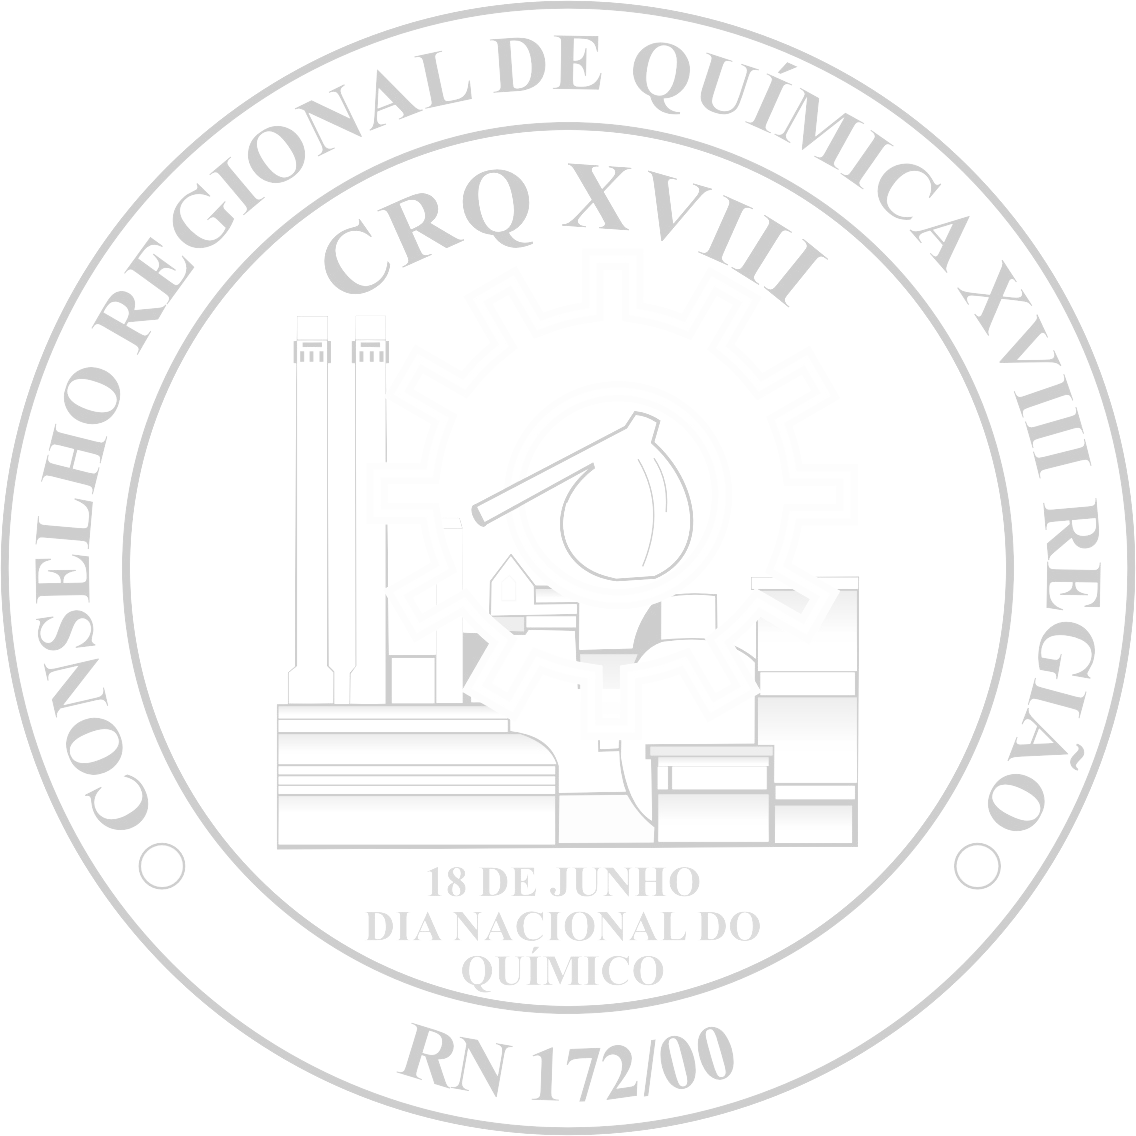 CONSELHO REGIONAL DE QUÍMICA XVIII REGIÃO
CRQ XVIII
18 DE JUNHO
DIA NACIONAL DO
QUÍMICO
RN 172/00